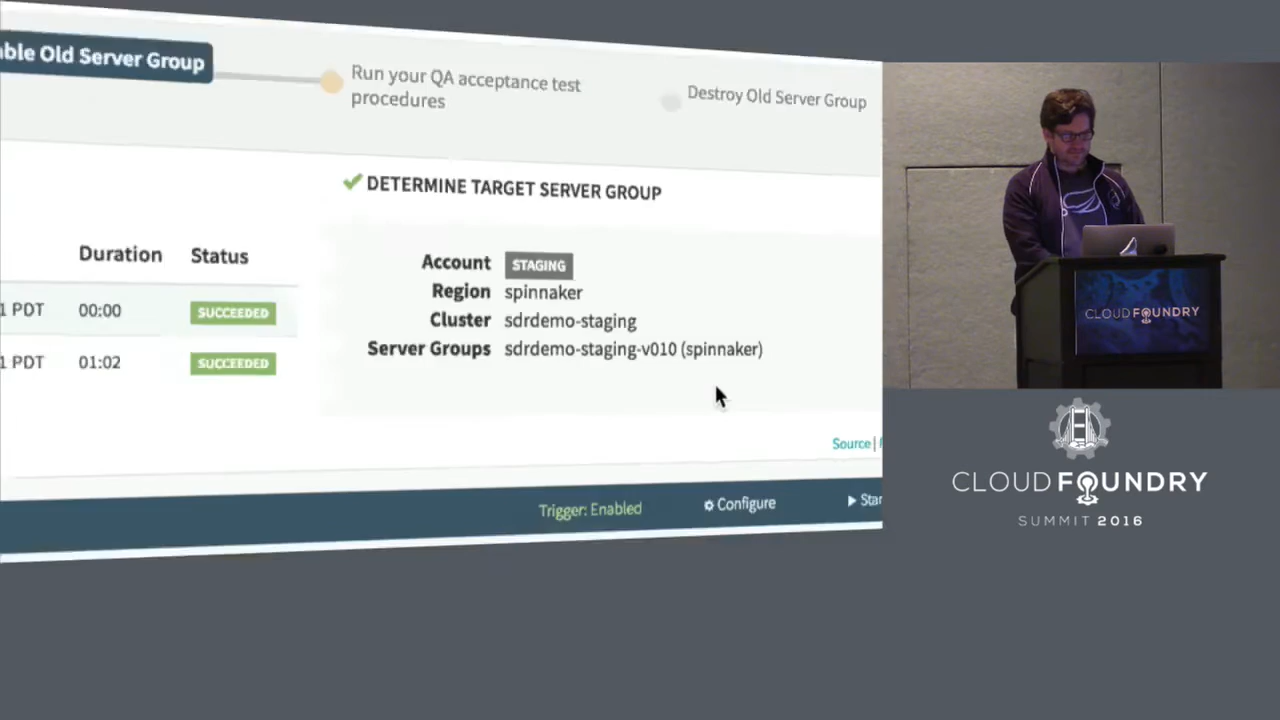 Old Server Group
Run your QA acceptance test
procedures
Destroy Old Server Group
DETERMINE TARGET SERVER GROUP
Duration
Status
Account STAGING
Region spinnaker
Cluster sdrdemo-staging
Server Groups sdrdemo-staging-v010 (spinnaker)
1 PDT 00:00 SUCCEEDED
1 PDT 01:02 SUCCEEDED
Source |
Trigger: Enabled
Configure
CLOUD FOUNDRY
CLOUD FOUNDRY
SUMMIT 2016